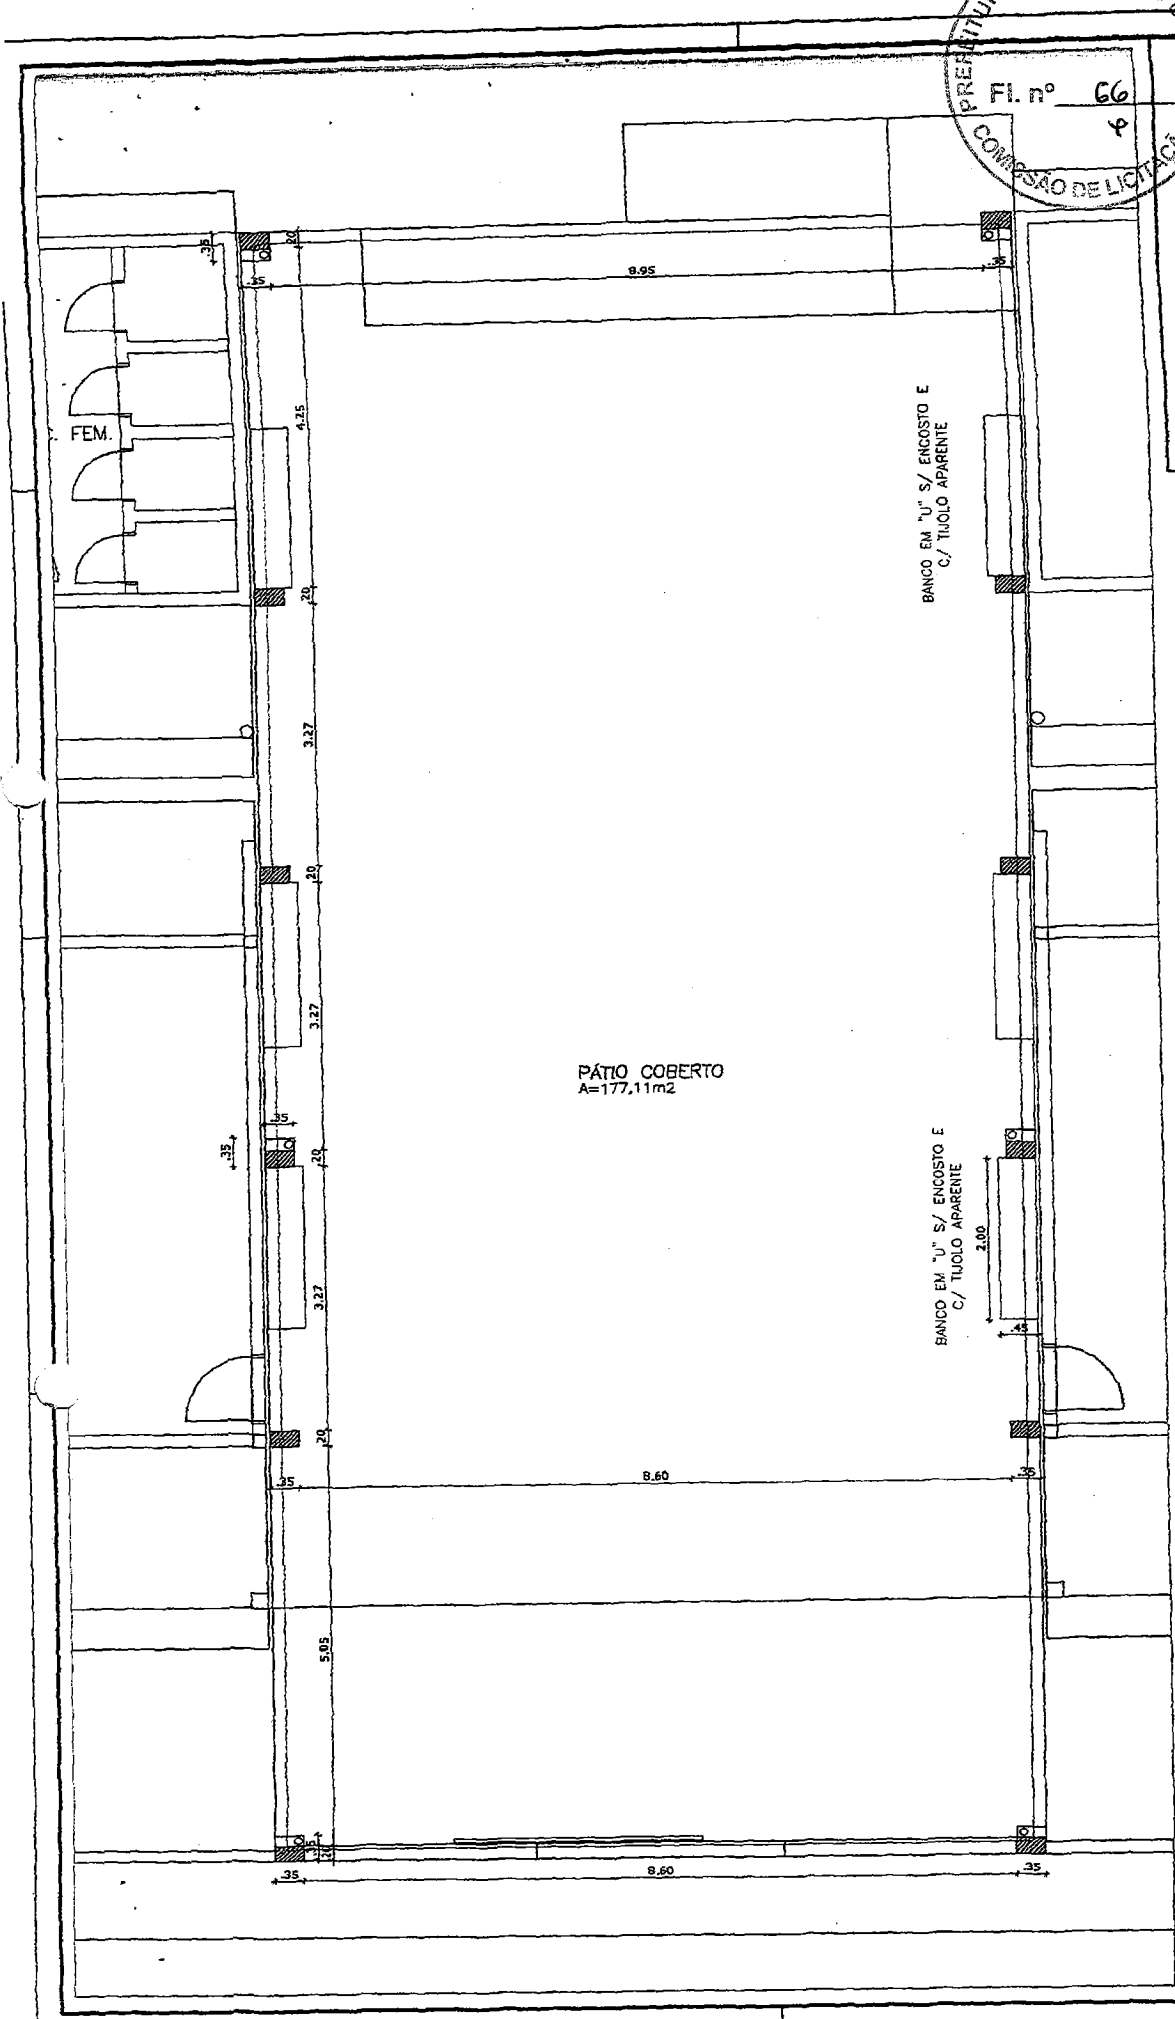 PREFEITU
Fl. nº 66
COMISSÃO DE LICITAÇÃ
.35
.20
.35
8.95
.35
4.25
FEM.
BANCO EM "U" S/ ENCOSTO E
C/ TIJOLO APARENTE
.20
3.27
.20
3.27
PÁTIO COBERTO
A=177,11m2
.35
.35
.20
BANCO EM "U" S/ ENCOSTO E
C/ TIJOLO APARENTE
2.00
3.27
.45
.20
.35
8.60
.35
5.05
.35
.20
.35
8.60
.35